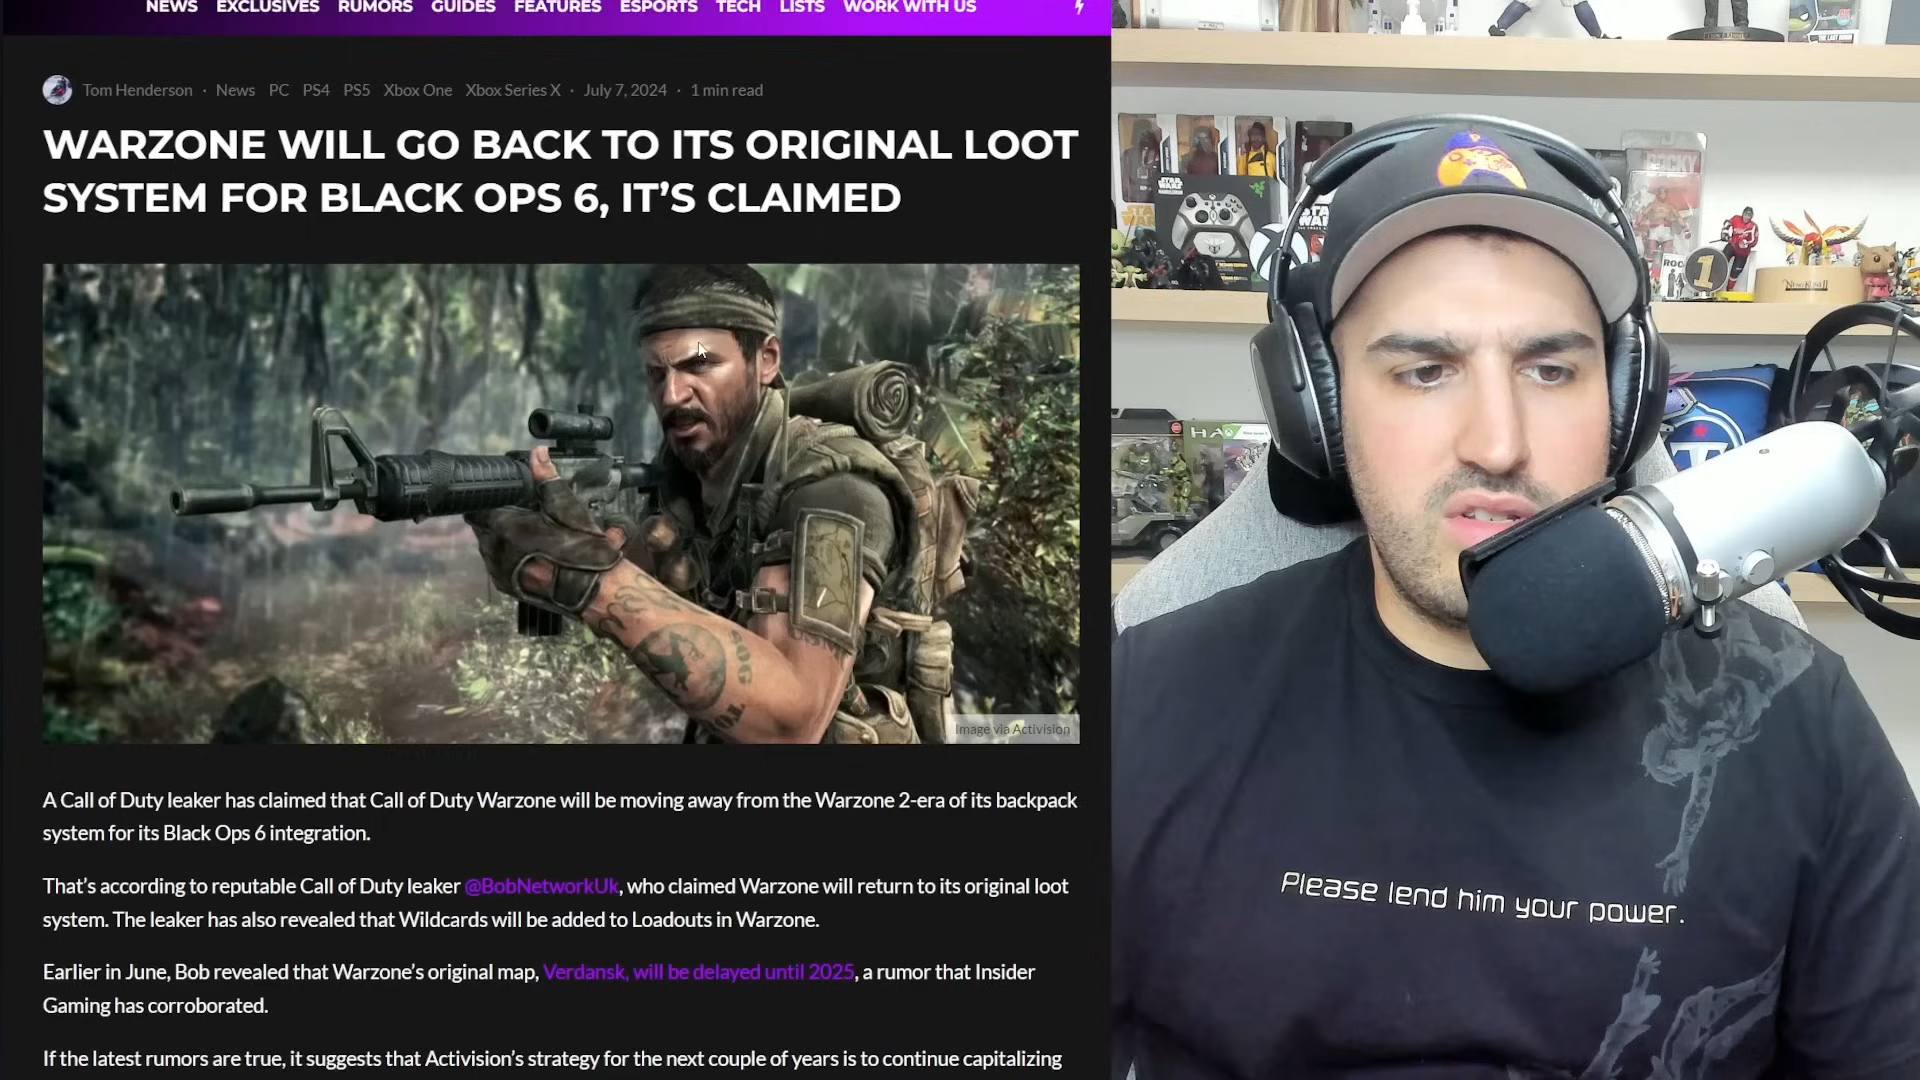 NEWS EXCLUSIVES RUMORS GUIDES FEATURES ESPORTS TECH LISTS WORK WITH US
Tom Henderson · News PC PS4 PS5 Xbox One Xbox Series X · July 7, 2024 · 1 min read
WARZONE WILL GO BACK TO ITS ORIGINAL LOOT
SYSTEM FOR BLACK OPS 6, IT'S CLAIMED
SOG
Image via Activision
A Call of Duty leaker has claimed that Call of Duty Warzone will be moving away from the Warzone 2-era of its backpack
system for its Black Ops 6 integration.
That's according to reputable Call of Duty leaker @BobNetworkUk, who claimed Warzone will return to its original loot
system. The leaker has also revealed that Wildcards will be added to Loadouts in Warzone.
Earlier in June, Bob revealed that Warzone's original map, Verdansk, will be delayed until 2025, a rumor that Insider
Gaming has corroborated.
If the latest rumors are true, it suggests that Activision's strategy for the next couple of years is to continue capitalizing
STAR
WARS
ROO
1
Please lend him your power.